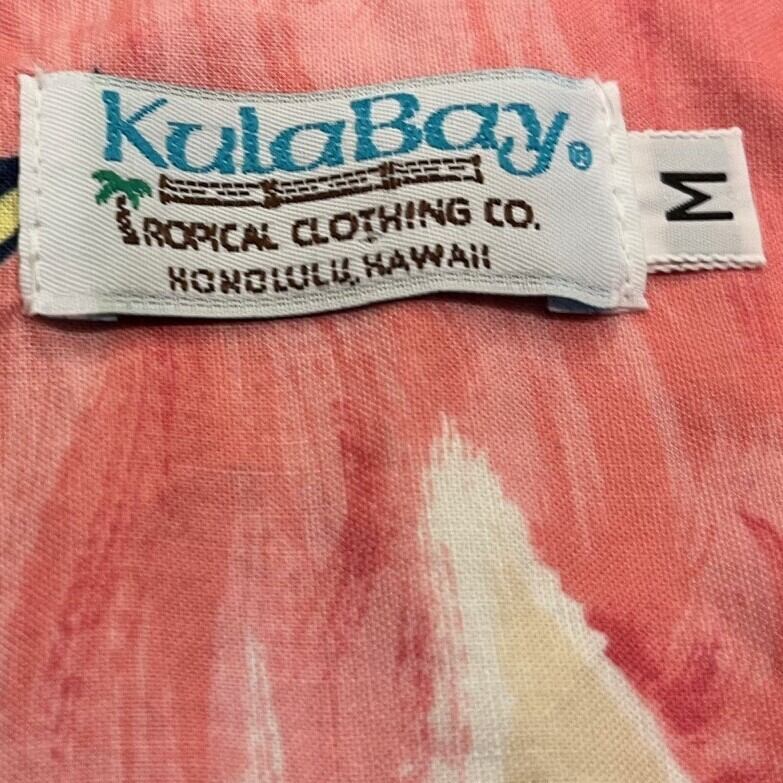 KulaBay®
TROPICAL CLOTHING CO.
HONOLULU, HAWAII
M